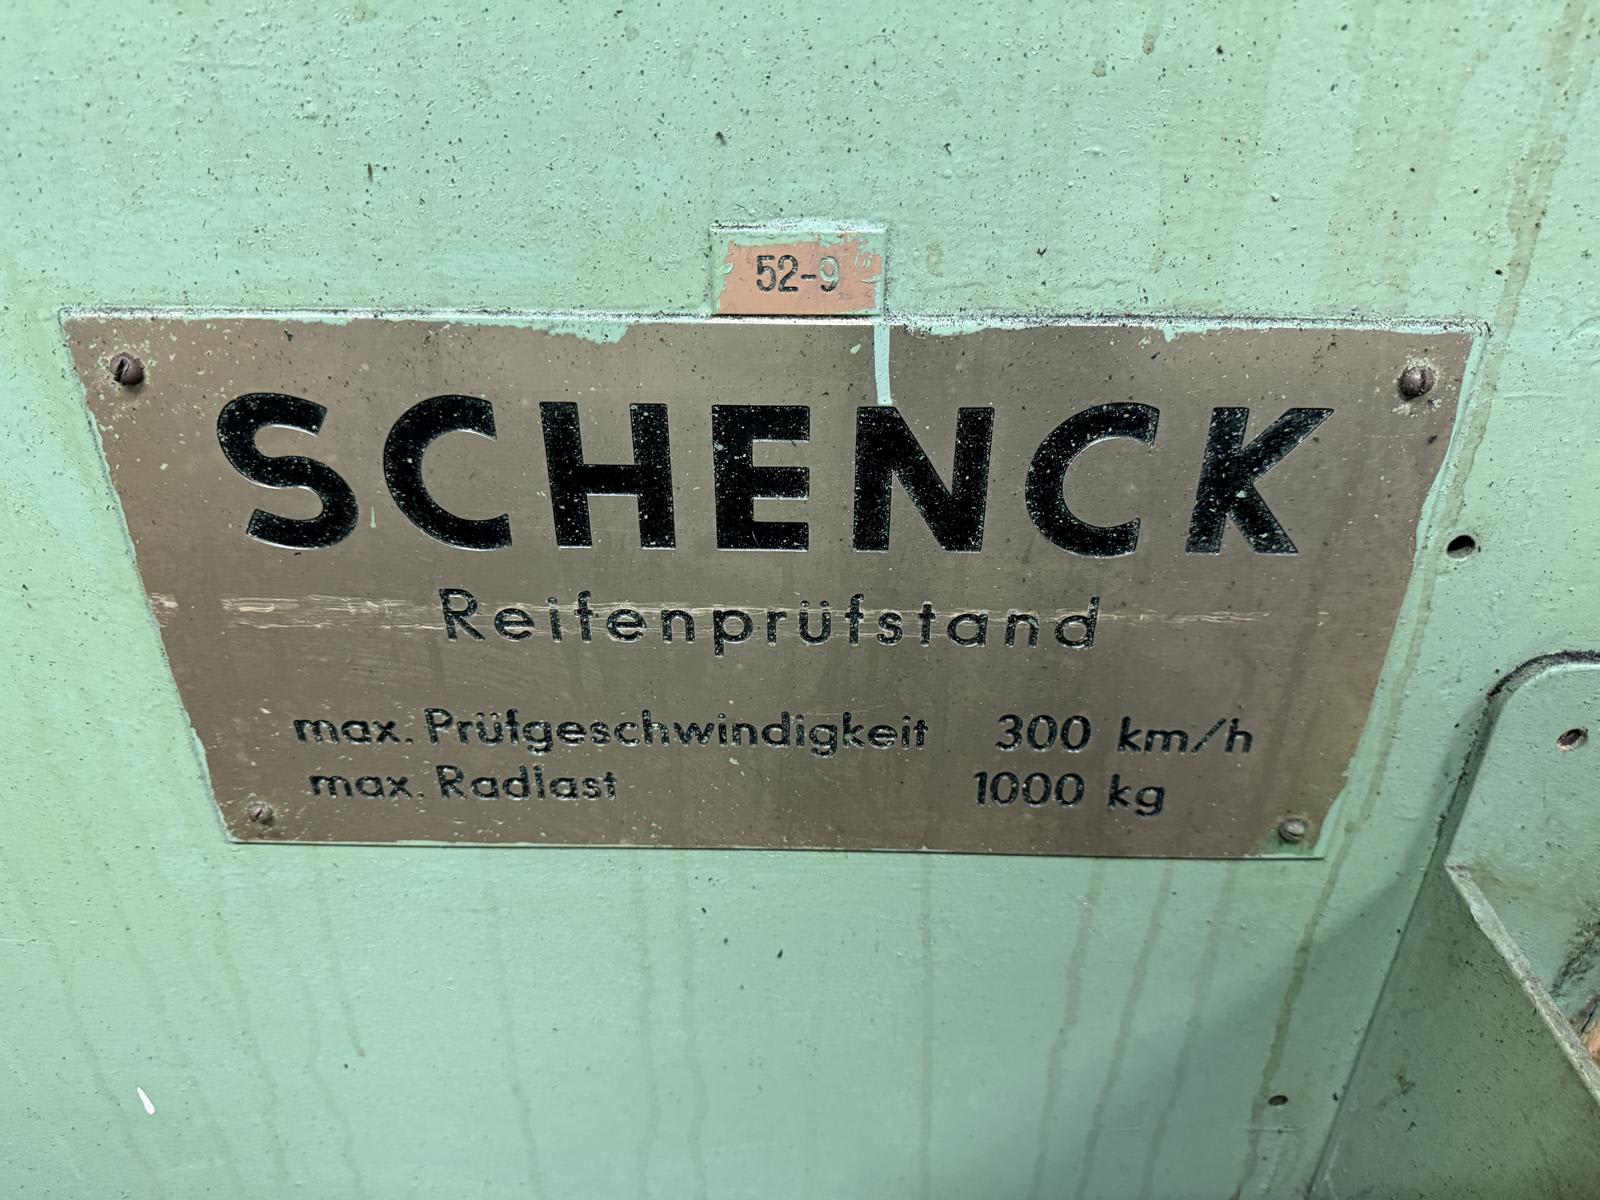 52-9
SCHENCK
Reifenprüfstand
max. Prüfgeschwindigkeit 300 km/h
max. Radlast 1000 kg